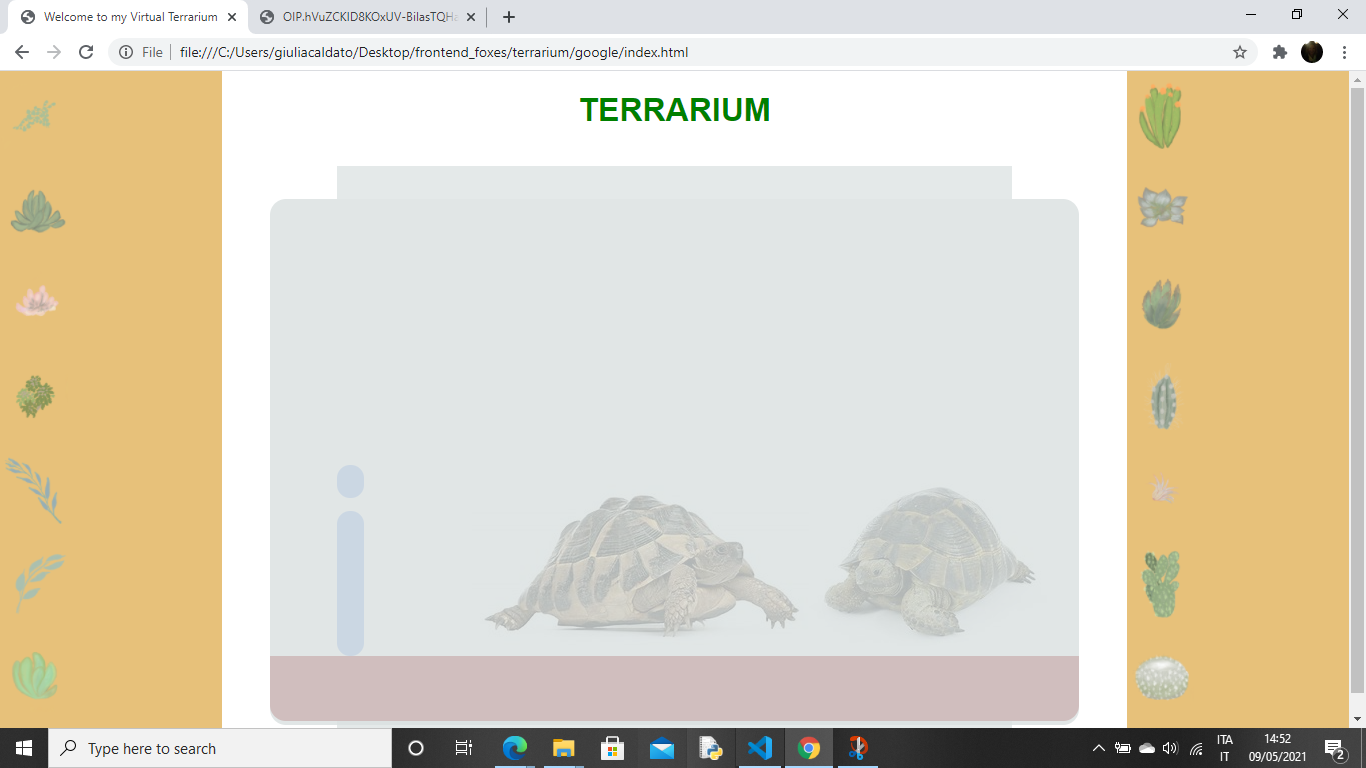 Welcome to my Virtual Terrarium
OIP.hVuZCKID8KOxUV-BilasTQHa
File
file:///C:/Users/giuliacaldato/Desktop/frontend_foxes/terrarium/google/index.html
TERRARIUM
Type here to search
ITA
IT
14:52
09/05/2021
2